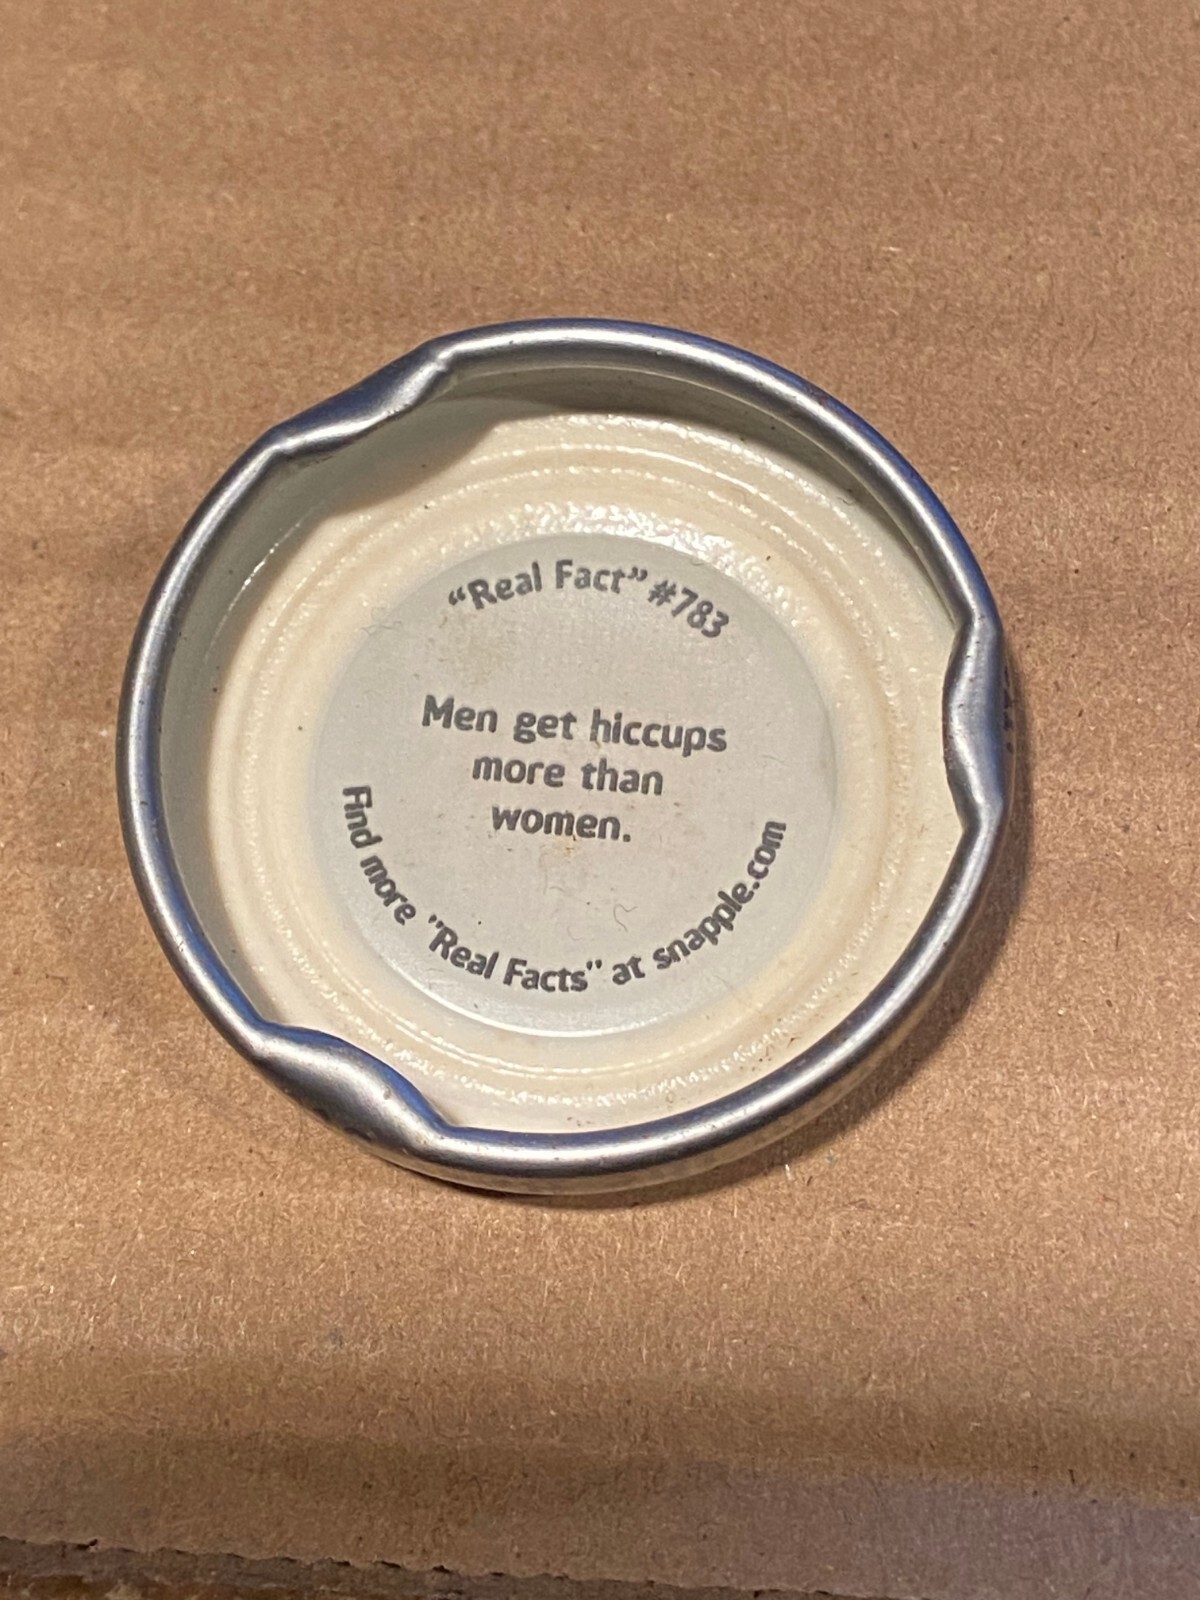 “Real Fact” #783
Men get hiccups
more than
women.
Find more "Real Facts" at snapple.com